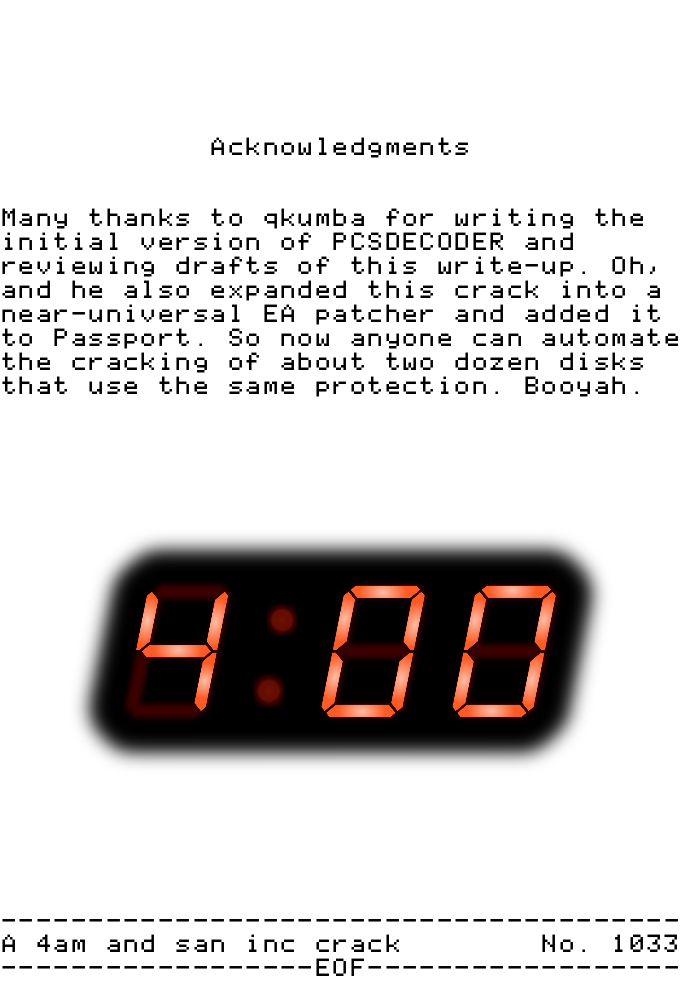 Acknowledgments
Many thanks to qkumba for writing the
initial version of PCSDECODER and
reviewing drafts of this write-up. Oh,
and he also expanded this crack into a
near-universal EA patcher and added it
to Passport. So now anyone can automate
the cracking of about two dozen disks
that use the same protection. Booyah.
4:00
---------------------------------------
A 4am and san inc crack        No. 1033
------------------EOF------------------